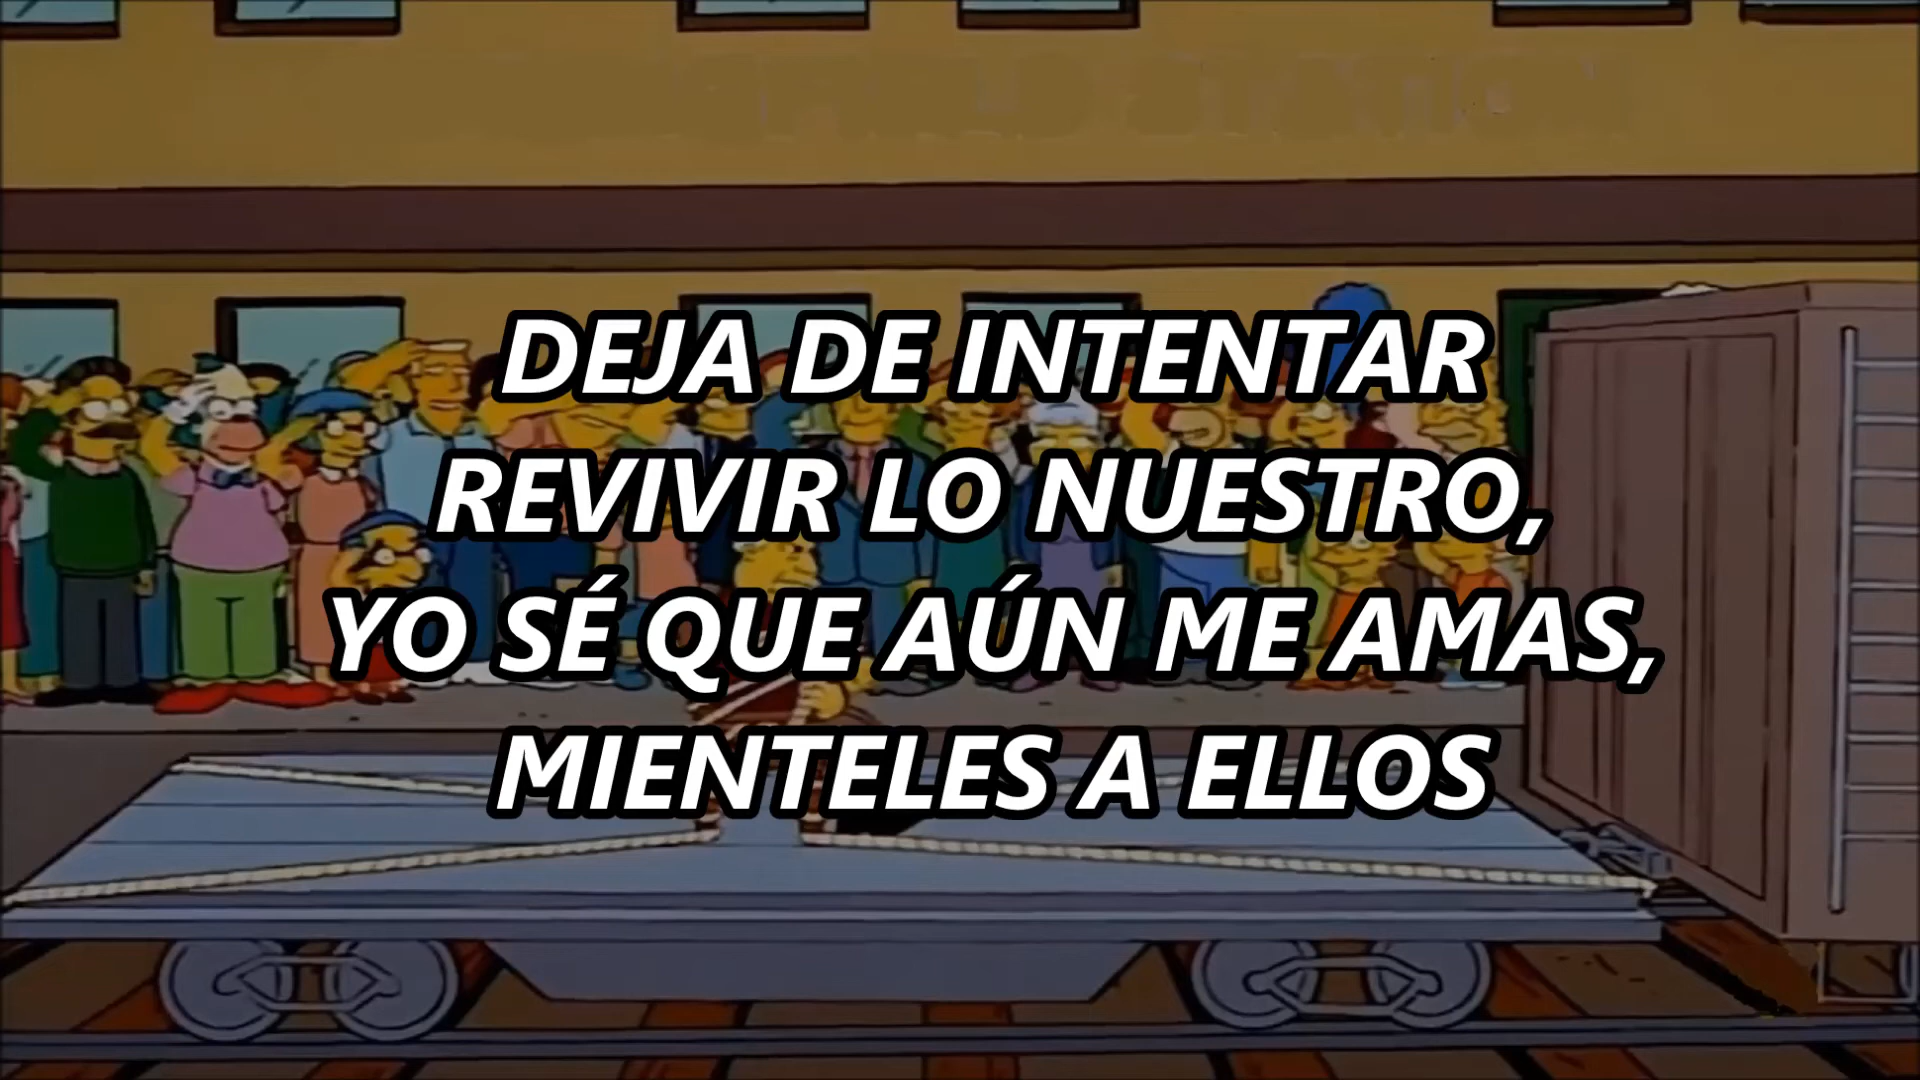 DEJA DE INTENTAR
REVIVIR LO NUESTRO,
YO SÉ QUE AÚN ME AMAS,
MIENTELES A ELLOS